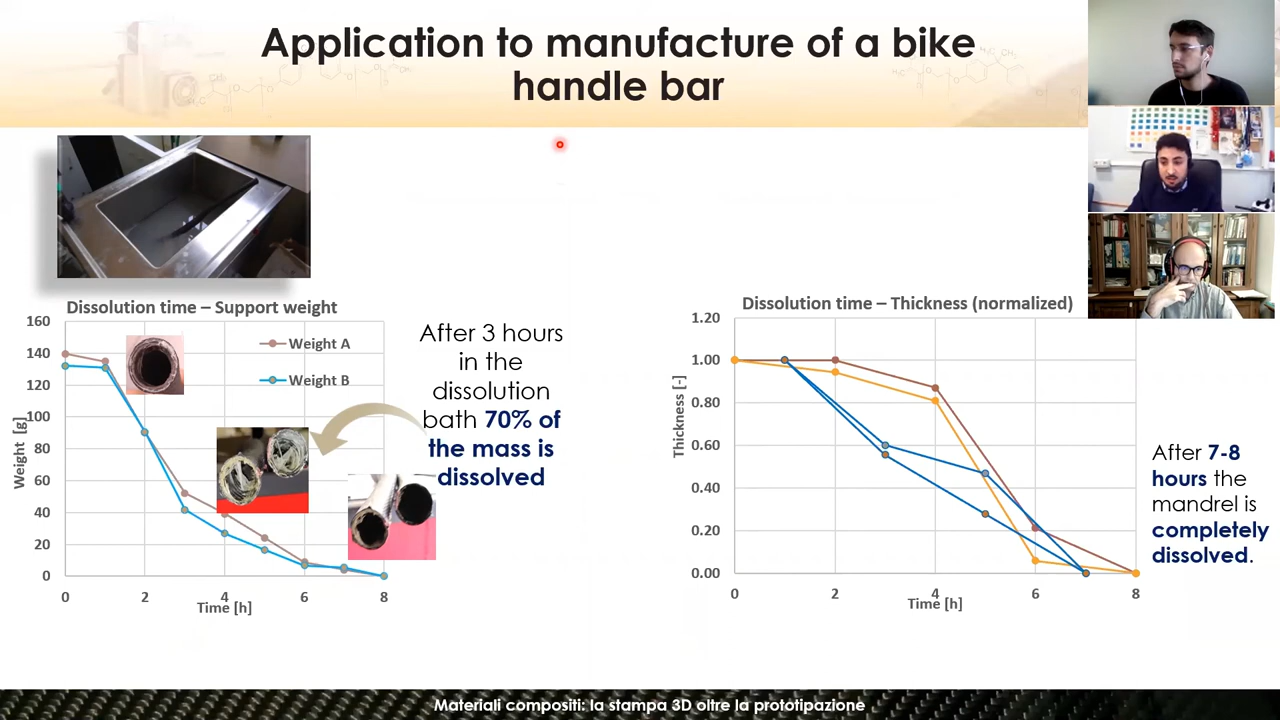 Application to manufacture of a bike
handle bar
Dissolution time – Support weight
160
140
120
100
80
60
40
20
0
Weight [g]
Weight A
Weight B
0
2
4
6
8
Time [h]
After 3 hours
in the
dissolution
bath 70% of
the mass is
dissolved
Dissolution time – Thickness (normalized)
1.20
1.00
0.80
0.60
0.40
0.20
0.00
Thickness [-]
0
2
4
6
8
Time [h]
After 7-8
hours the
mandrel is
completely
dissolved.
Materiali compositi: la stampa 3D oltre la prototipazione